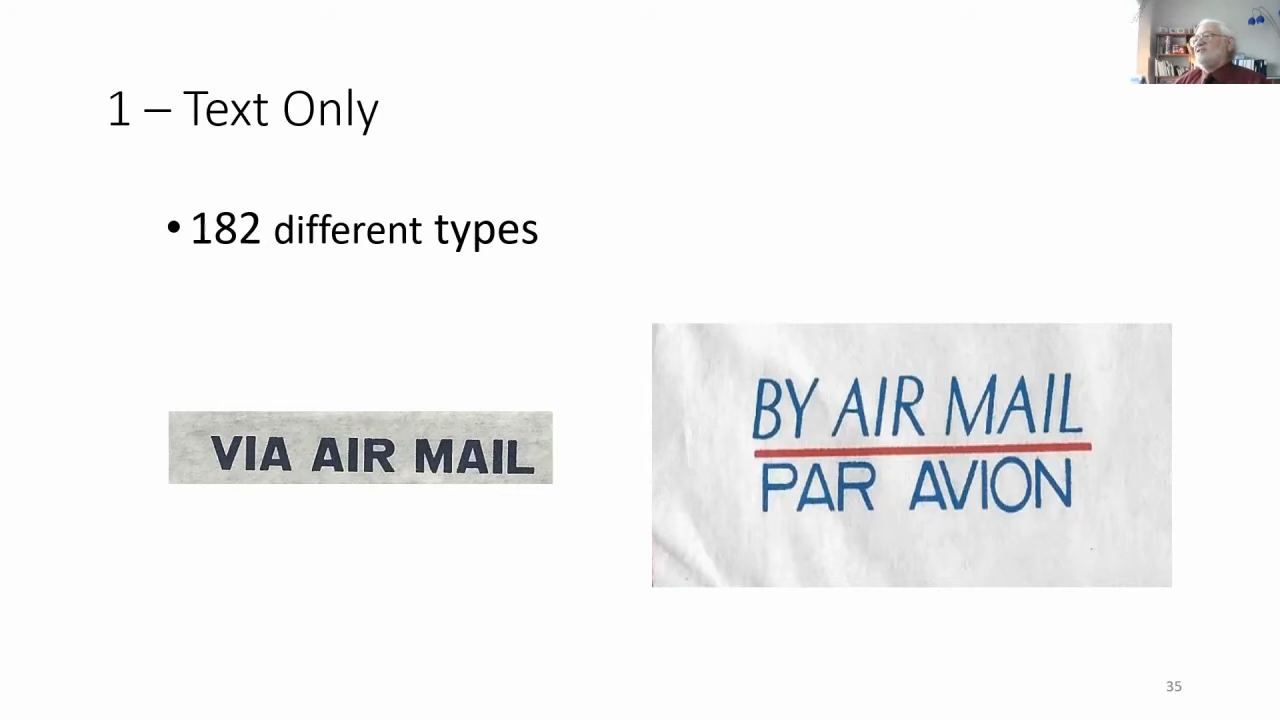 1 – Text Only
• 182 different types
VIA AIR MAIL
BY AIR MAIL
PAR AVION
35